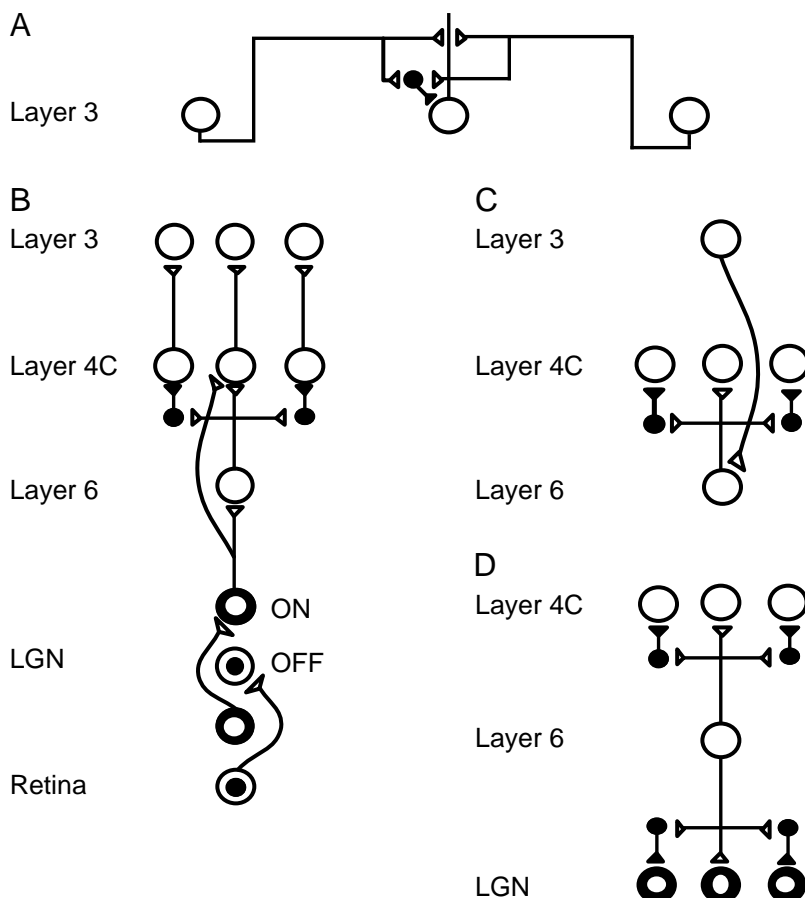 A
Layer 3
B
Layer 3
Layer 4C
Layer 6
ON
LGN
OFF
Retina
C
Layer 3
Layer 4C
Layer 6
D
Layer 4C
Layer 6
LGN